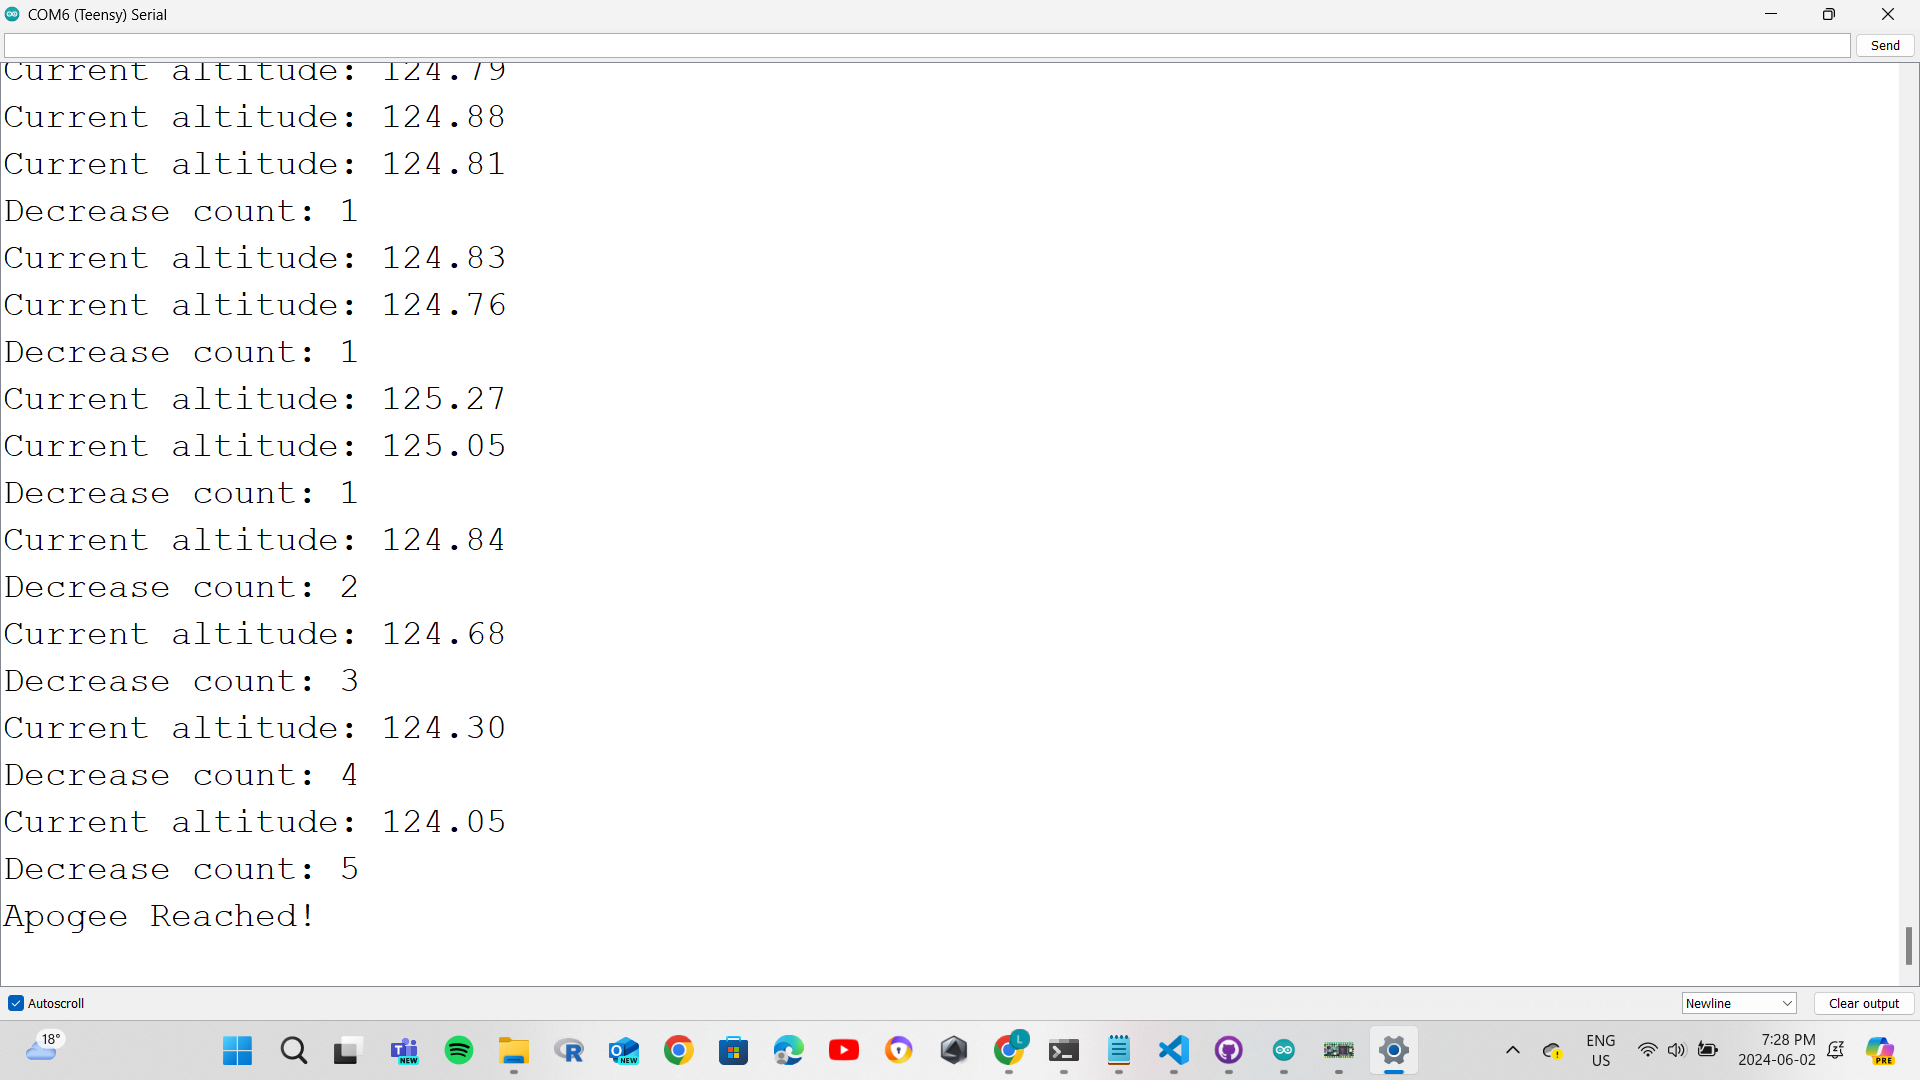 COM6 (Teensy) Serial
Send
Current altitude: 124.79
Current altitude: 124.88
Current altitude: 124.81
Decrease count: 1
Current altitude: 124.83
Current altitude: 124.76
Decrease count: 1
Current altitude: 125.27
Current altitude: 125.05
Decrease count: 1
Current altitude: 124.84
Decrease count: 2
Current altitude: 124.68
Decrease count: 3
Current altitude: 124.30
Decrease count: 4
Current altitude: 124.05
Decrease count: 5
Apogee Reached!
Autoscroll
Newline
Clear output
18°
NEW
NEW
L
ENG
US
7:28 PM
2024-06-02
PRE